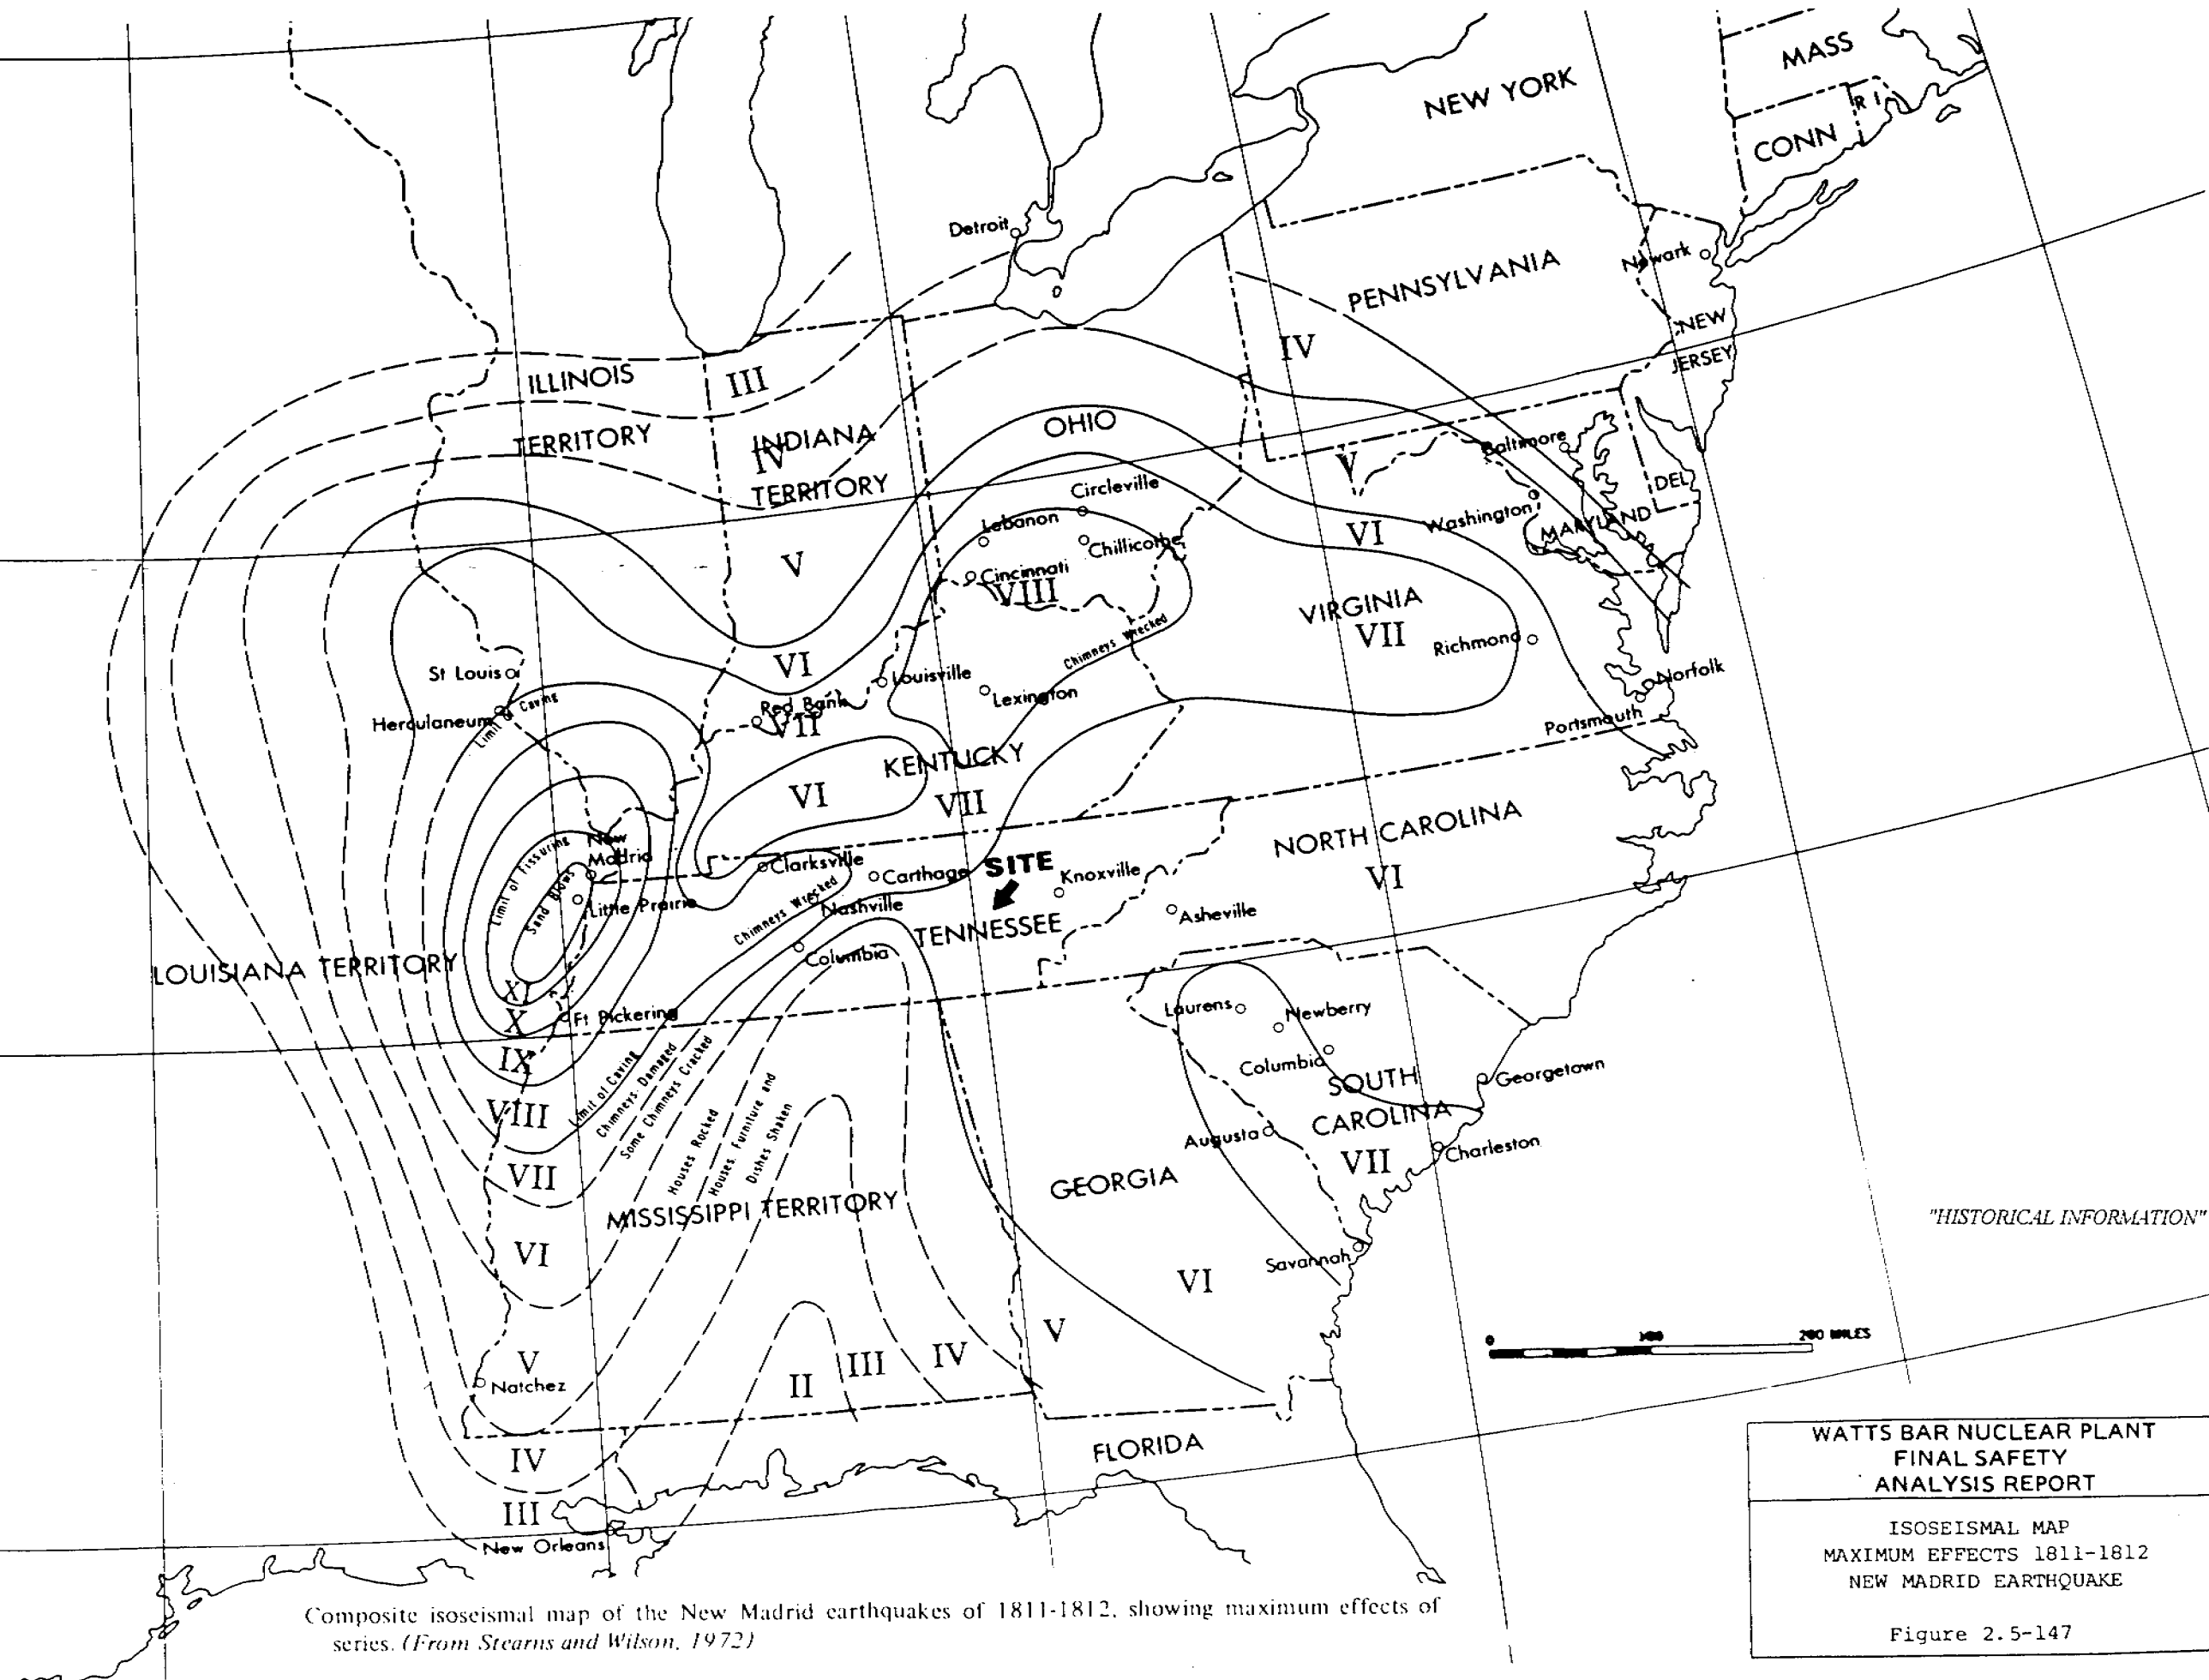 MASS
NEW YORK
R I
CONN
Detroit
Newark
PENNSYLVANIA
NEW
JERSEY
IV
ILLINOIS
III
TERRITORY
INDIANA
IV
TERRITORY
OHIO
Baltimore
V
DEL
Circleville
Lebanon
Washington
MARYLAND
VI
Chillicothe
V
Cincinnati
VIII
VIRGINIA
VII
Richmond
Chimneys Wrecked
St Louis
VI
Louisville
Lexington
Norfolk
Portsmouth
Herculaneum
Limit of Caving
Red Bank
VII
KENTUCKY
VI
VII
NORTH CAROLINA
VI
New
Madrid
Limit of Fissuring
Sand Blows
Little Prairie
Clarksville
Carthage
SITE
Knoxville
Chimneys Wrecked
Nashville
Asheville
TENNESSEE
Columbia
LOUISIANA TERRITORY
XI
X
Ft Pickering
IX
Laurens
Newberry
Columbia
SOUTH
Georgetown
CAROLINA
VIII
Limit of Caving
Chimneys Damaged
Some Chimneys Cracked
Houses Rocked
Houses, Furniture and
Dishes Shaken
Augusta
Charleston
VII
VII
GEORGIA
MISSISSIPPI TERRITORY
"HISTORICAL INFORMATION"
VI
Savannah
VI
V
0 100 200 MILES
V
Natchez
II
III
IV
FLORIDA
IV
III
New Orleans
WATTS BAR NUCLEAR PLANT
FINAL SAFETY
ANALYSIS REPORT
ISOSEISMAL MAP
MAXIMUM EFFECTS 1811-1812
NEW MADRID EARTHQUAKE
Figure 2.5-147
Composite isoseismal map of the New Madrid earthquakes of 1811-1812, showing maximum effects of
series. (From Stearns and Wilson, 1972)